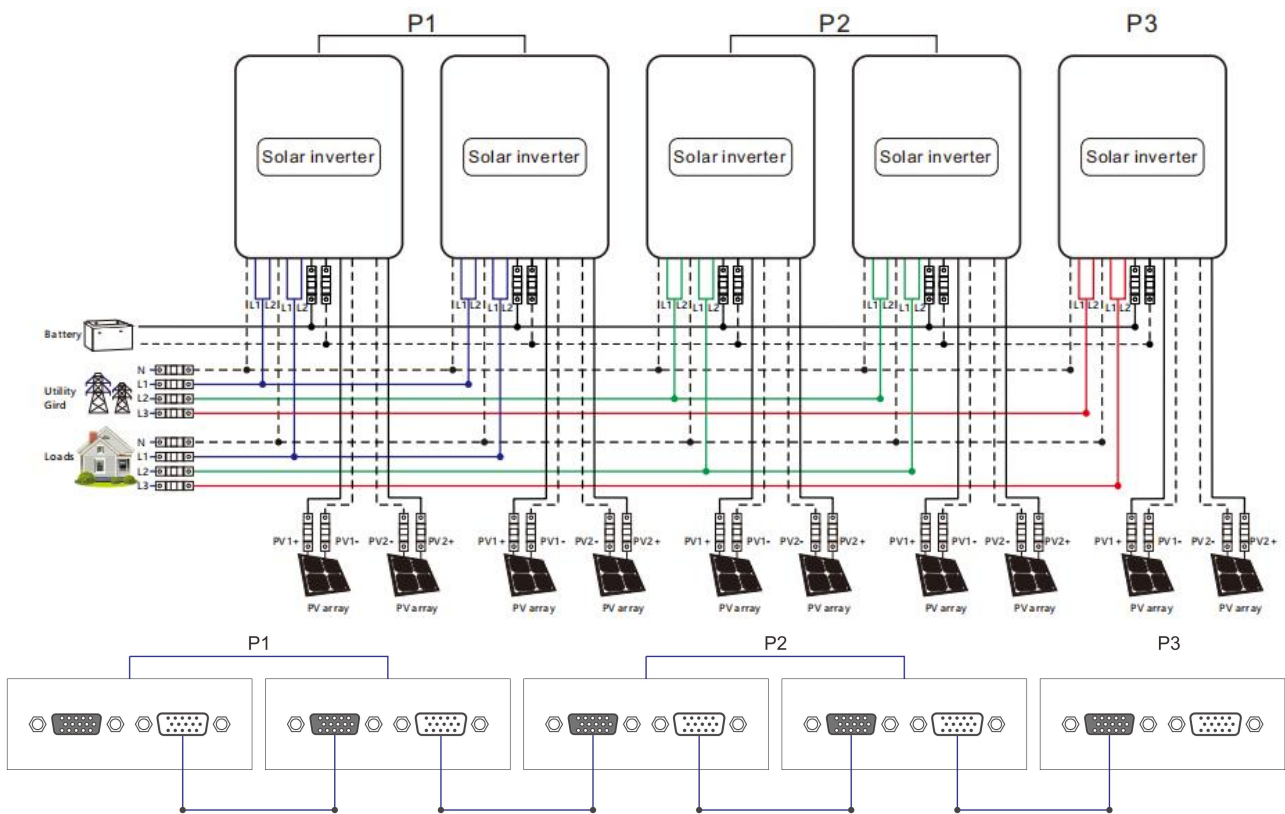 P1 P2 P3
Solar inverter Solar inverter Solar inverter Solar inverter Solar inverter
L1 L2 L1 L2 L1 L2 L1 L2 L1 L2 L1 L2 L1 L2 L1 L2 L1 L2 L1 L2
Battery
N
L1
Utility
Gird
L2
L3
N
Loads
L1
L2
L3
PV1+ PV1- PV2- PV2+ PV1+ PV1- PV2- PV2+ PV1+ PV1- PV2- PV2+ PV1+ PV1- PV2- PV2+ PV1+ PV1- PV2- PV2+
PV array PV array PV array PV array PV array PV array PV array PV array PV array PV array
P1 P2 P3